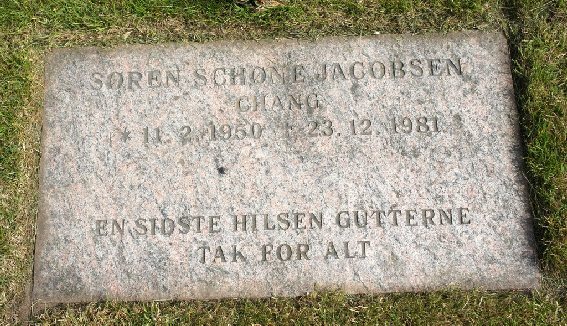 SØREN SCHØNE JACOBSEN
CHANG
* 11. 2. 1950 † 23. 12. 1981
EN SIDSTE HILSEN GUTTERNE
TAK FOR ALT